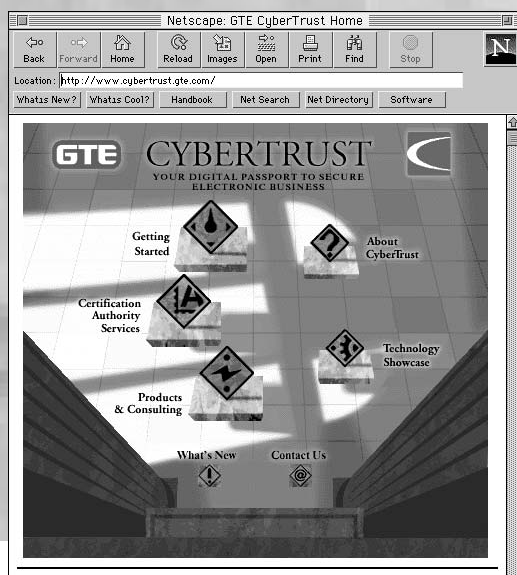 Netscape: GTE CyberTrust Home
Back Forward Home Reload Images Open Print Find Stop
N
Location: http://www.cybertrust.gte.com/
What's New? What's Cool? Handbook Net Search Net Directory Software
GTE CYBERTRUST
YOUR DIGITAL PASSPORT TO SECURE
ELECTRONIC BUSINESS
Getting
Started
About
CyberTrust
Certification
Authority
Services
Technology
Showcase
Products
& Consulting
What's New Contact Us
! @